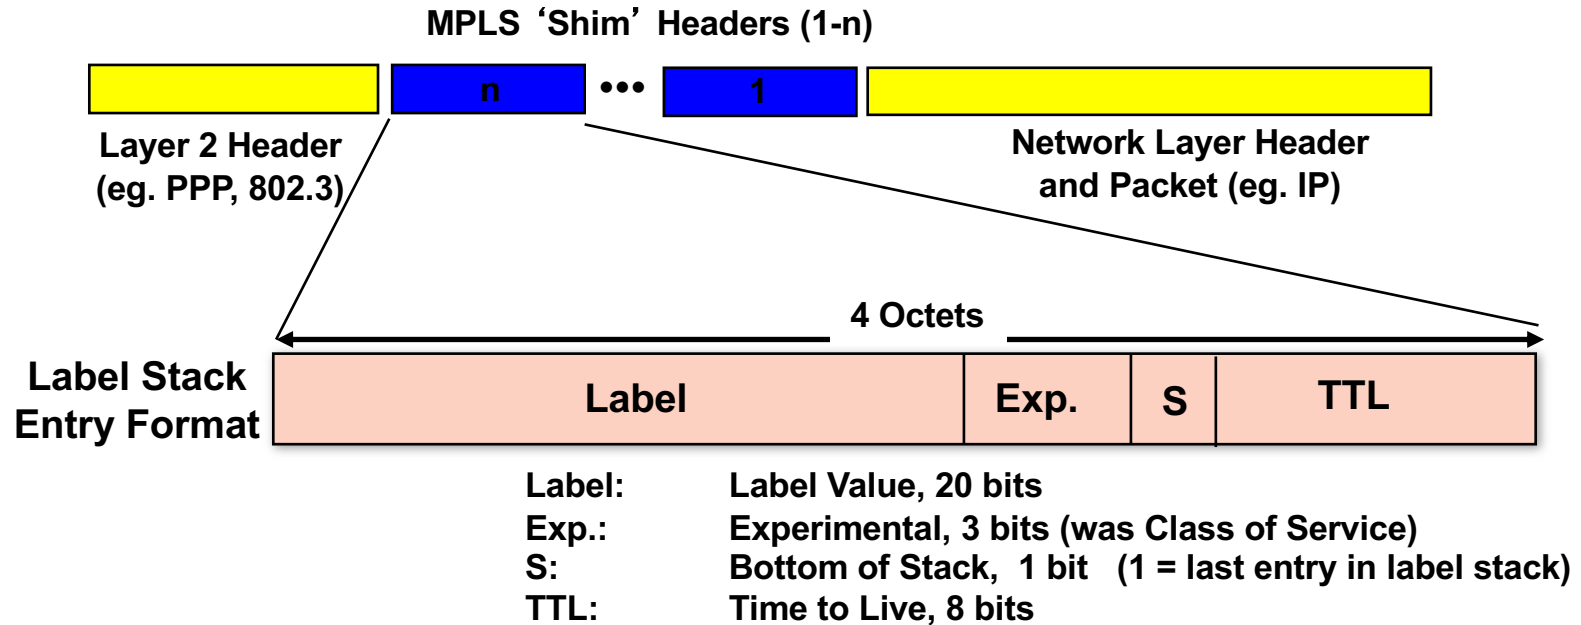 MPLS ‘Shim’ Headers (1-n)
n ••• 1
Layer 2 Header
(eg. PPP, 802.3)
Network Layer Header
and Packet (eg. IP)
4 Octets
Label Stack
Entry Format
Label Exp. S TTL
Label: Label Value, 20 bits
Exp.: Experimental, 3 bits (was Class of Service)
S: Bottom of Stack, 1 bit (1 = last entry in label stack)
TTL: Time to Live, 8 bits